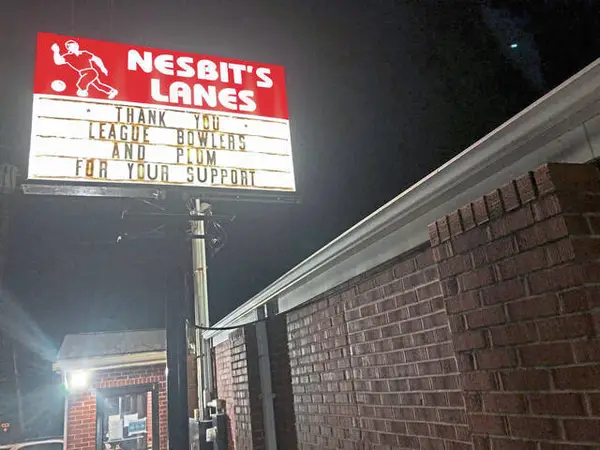 NESBIT'S
LANES
THANK YOU
LEAGUE BOWLERS
AND PLUM
FOR YOUR SUPPORT